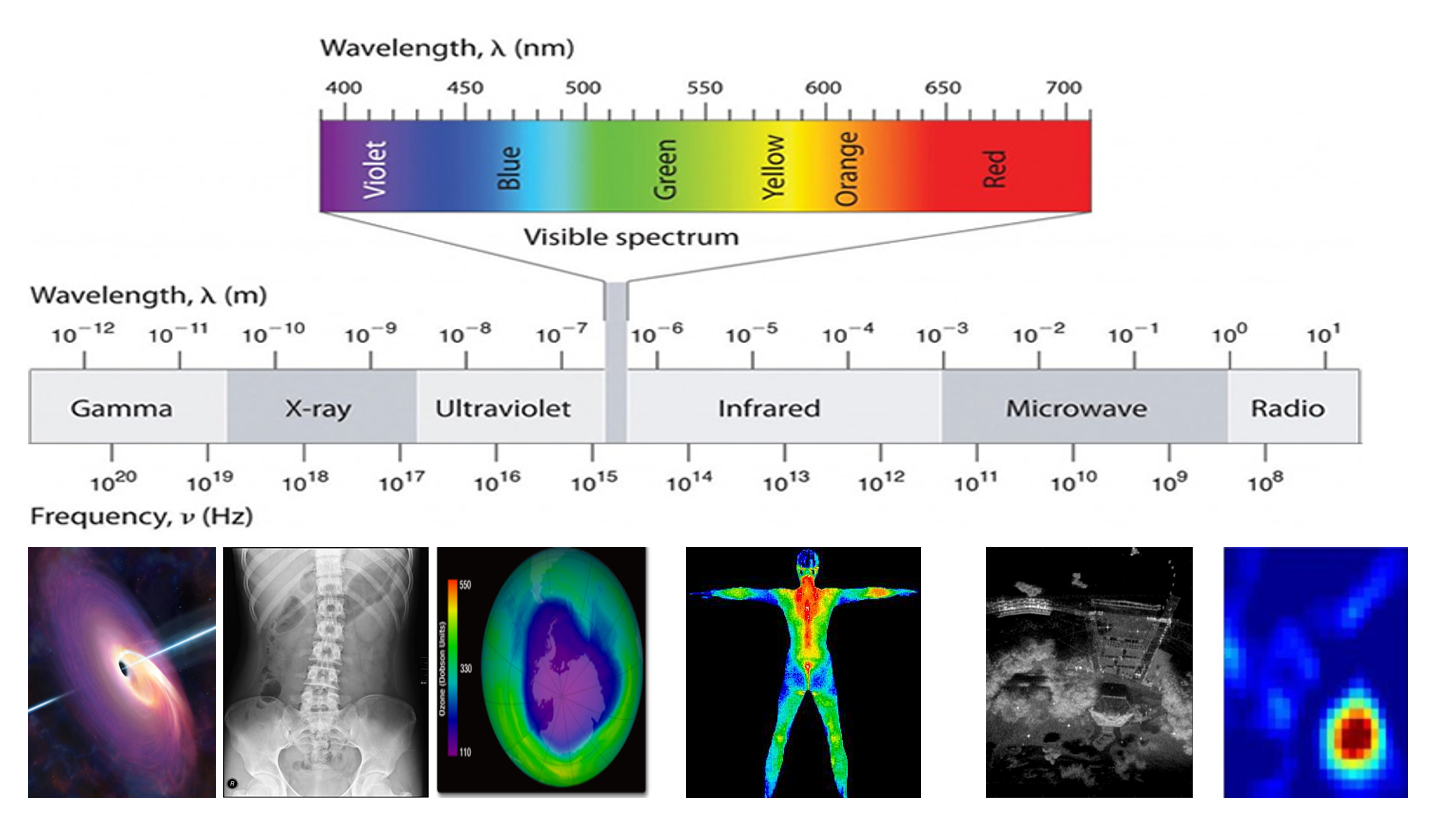 Wavelength, λ (nm)
400 450 500 550 600 650 700
Violet Blue Green Yellow Orange Red
Visible spectrum
Wavelength, λ (m)
10⁻¹² 10⁻¹¹ 10⁻¹⁰ 10⁻⁹ 10⁻⁸ 10⁻⁷ 10⁻⁶ 10⁻⁵ 10⁻⁴ 10⁻³ 10⁻² 10⁻¹ 10⁰ 10¹
Gamma X-ray Ultraviolet Infrared Microwave Radio
10²⁰ 10¹⁹ 10¹⁸ 10¹⁷ 10¹⁶ 10¹⁵ 10¹⁴ 10¹³ 10¹² 10¹¹ 10¹⁰ 10⁹ 10⁸
Frequency, ν (Hz)
R
Ozone (Dobson Units)
550
330
110